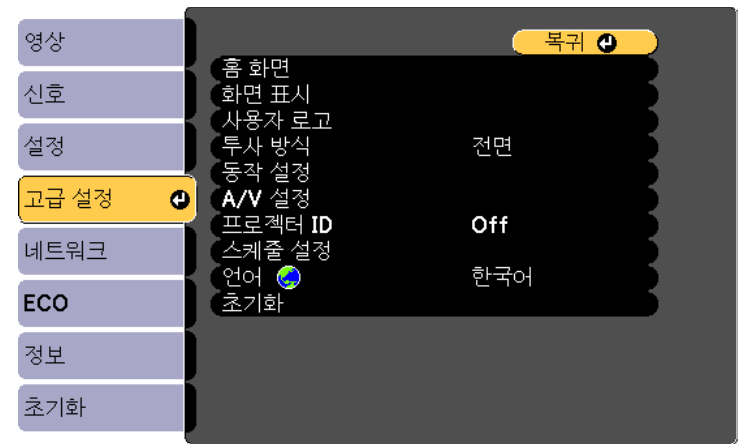 영상
신호
설정
고급 설정
네트워크
ECO
정보
초기화
복귀
홈 화면
화면 표시
사용자 로고
투사 방식 전면
동작 설정
A/V 설정
프로젝터 ID Off
스케줄 설정
언어 한국어
초기화